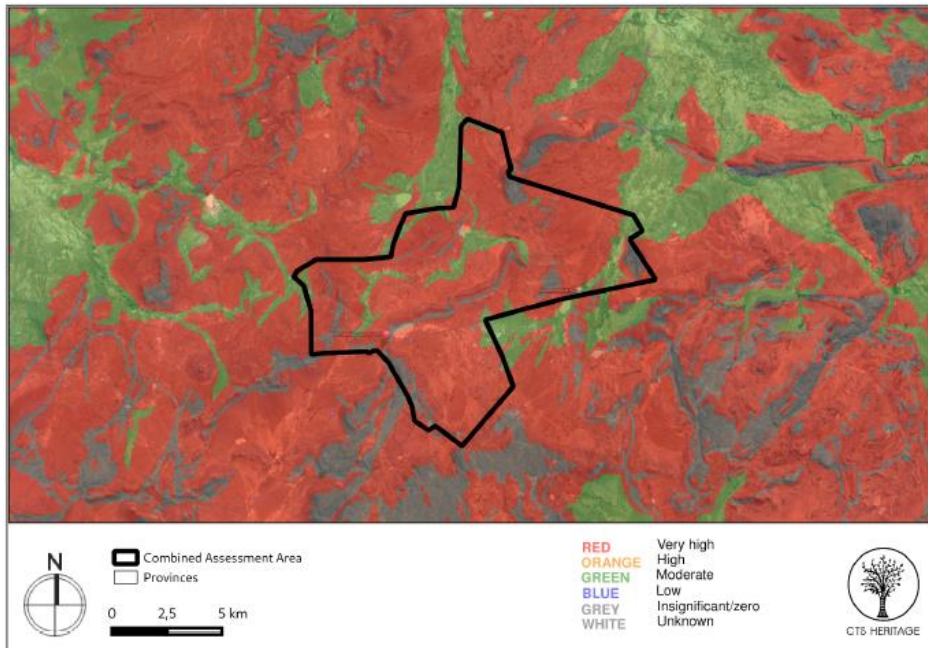 N
Combined Assessment Area
Provinces
0 2,5 5 km
RED Very high
ORANGE High
GREEN Moderate
BLUE Low
GREY Insignificant/zero
WHITE Unknown
CTS HERITAGE